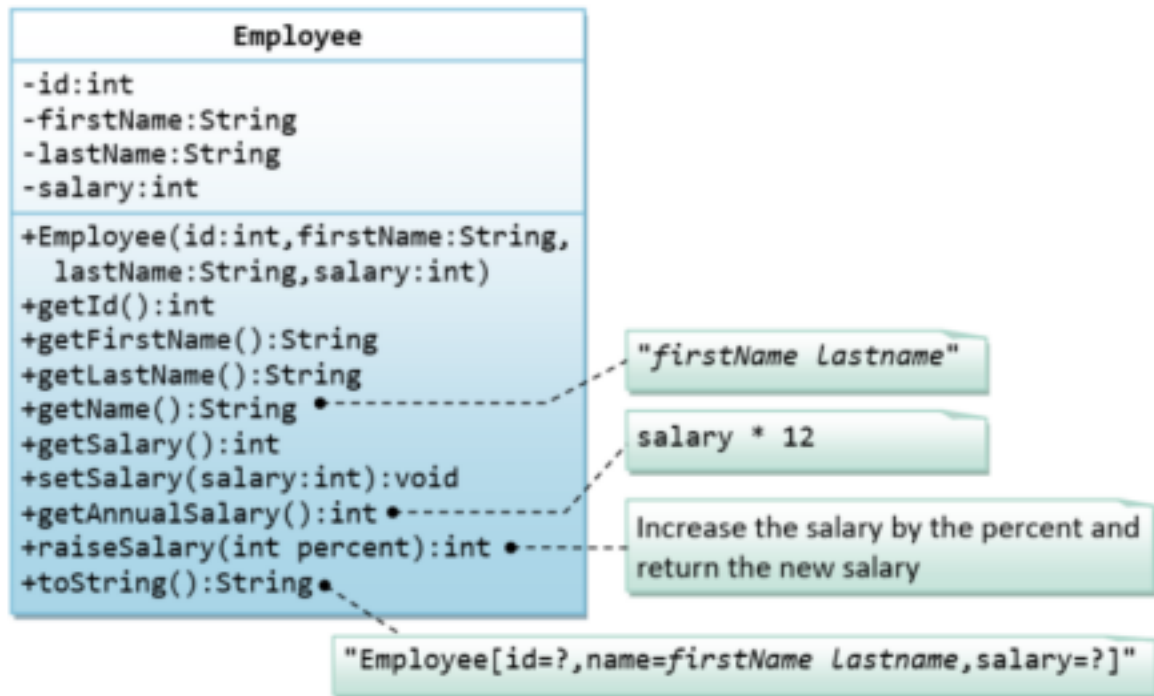 Employee
-id:int
-firstName:String
-lastName:String
-salary:int
+Employee(id:int,firstName:String,
lastName:String,salary:int)
+getId():int
+getFirstName():String
+getLastName():String
+getName():String
+getSalary():int
+setSalary(salary:int):void
+getAnnualSalary():int
+raiseSalary(int percent):int
+toString():String
"firstName Lastname"
salary * 12
Increase the salary by the percent and
return the new salary
"Employee[id=?,name=firstName Lastname,salary=?]"